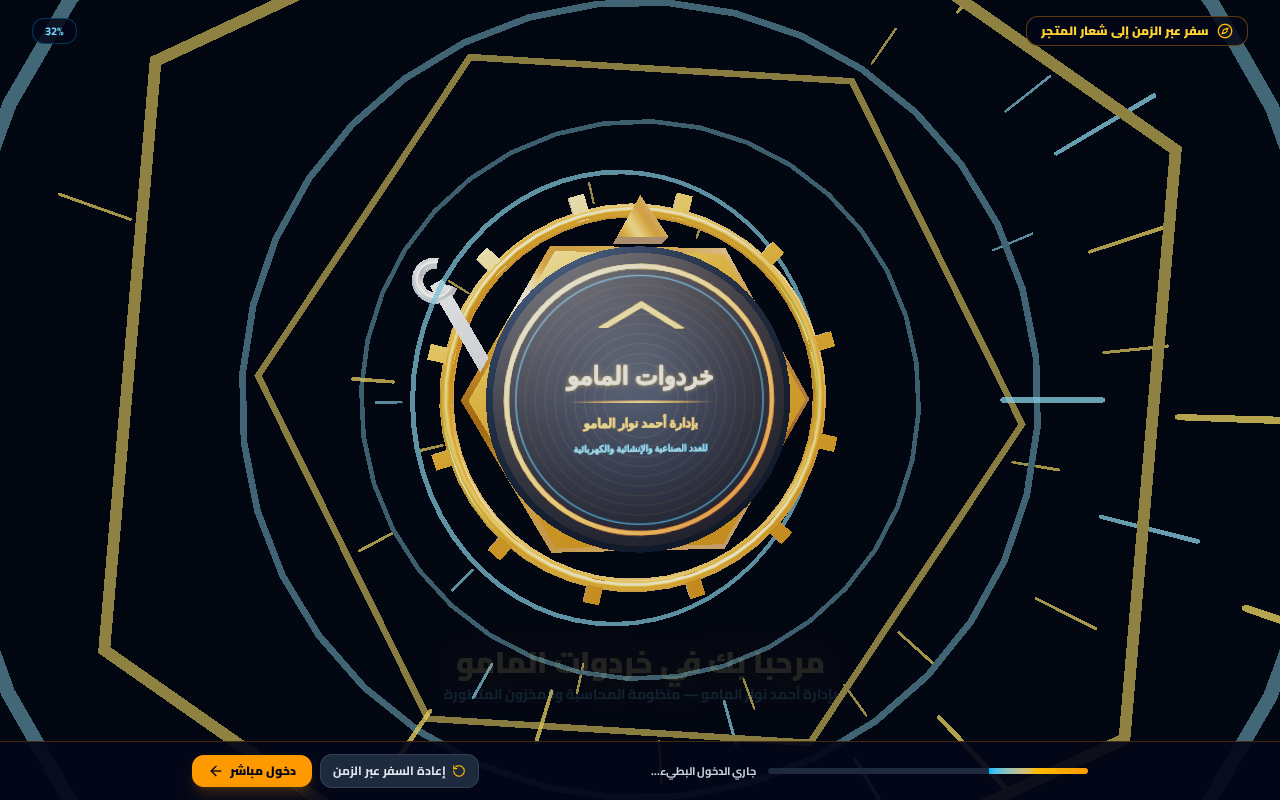 سفر عبر الزمن إلى شعار المتجر
32%
خردوات المامو
بإدارة أحمد نوار المامو
للعدد الصناعية والإنشائية والكهربائية
مرحباً بك في خردوات المامو
بإدارة أحمد نوار المامو — منظومة المحاسبة والمخزون المتطورة
جاري الدخول البطيء...
إعادة السفر عبر الزمن
دخول مباشر